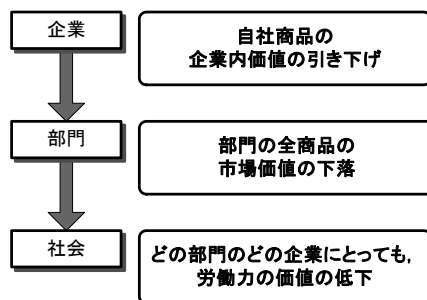 企業
自社商品の
企業内価値の引き下げ
部門
部門の全商品の
市場価値の下落
社会
どの部門のどの企業にとっても，
労働力の価値の低下